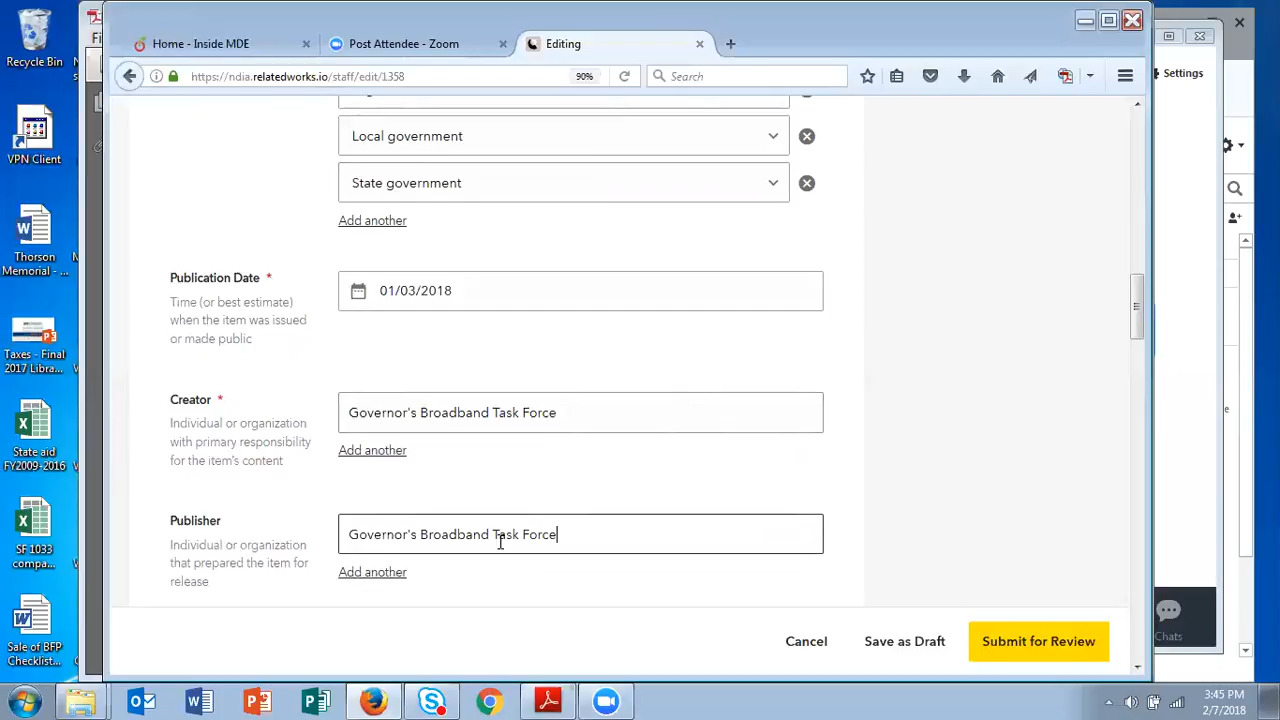 Recycle Bin
VPN Client
Thorson
Memorial - ...
Taxes - Final
2017 Libra...
State aid
FY2009-2016
SF 1033
compa...
Sale of BFP
Checklist...
Home - Inside MDE
Post Attendee - Zoom
Editing
https://ndia.relatedworks.io/staff/edit/1358
90%
Search
Settings
Local government
State government
Add another
Publication Date *
Time (or best estimate)
when the item was issued
or made public
01/03/2018
Creator *
Individual or organization
with primary responsibility
for the item's content
Governor's Broadband Task Force
Add another
Publisher
Individual or organization
that prepared the item for
release
Governor's Broadband Task Force
Add another
Cancel
Save as Draft
Submit for Review
Chats
3:45 PM
2/7/2018